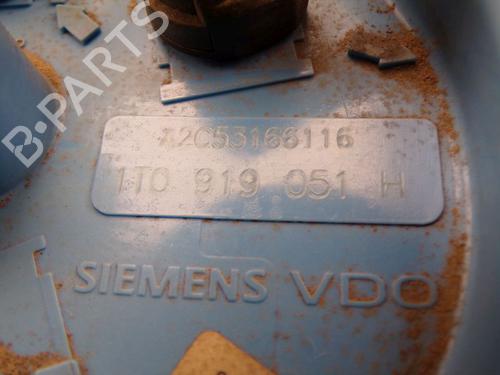 B-PARTS
A2C53166116
1T0 919 051 H
SIEMENS VDO